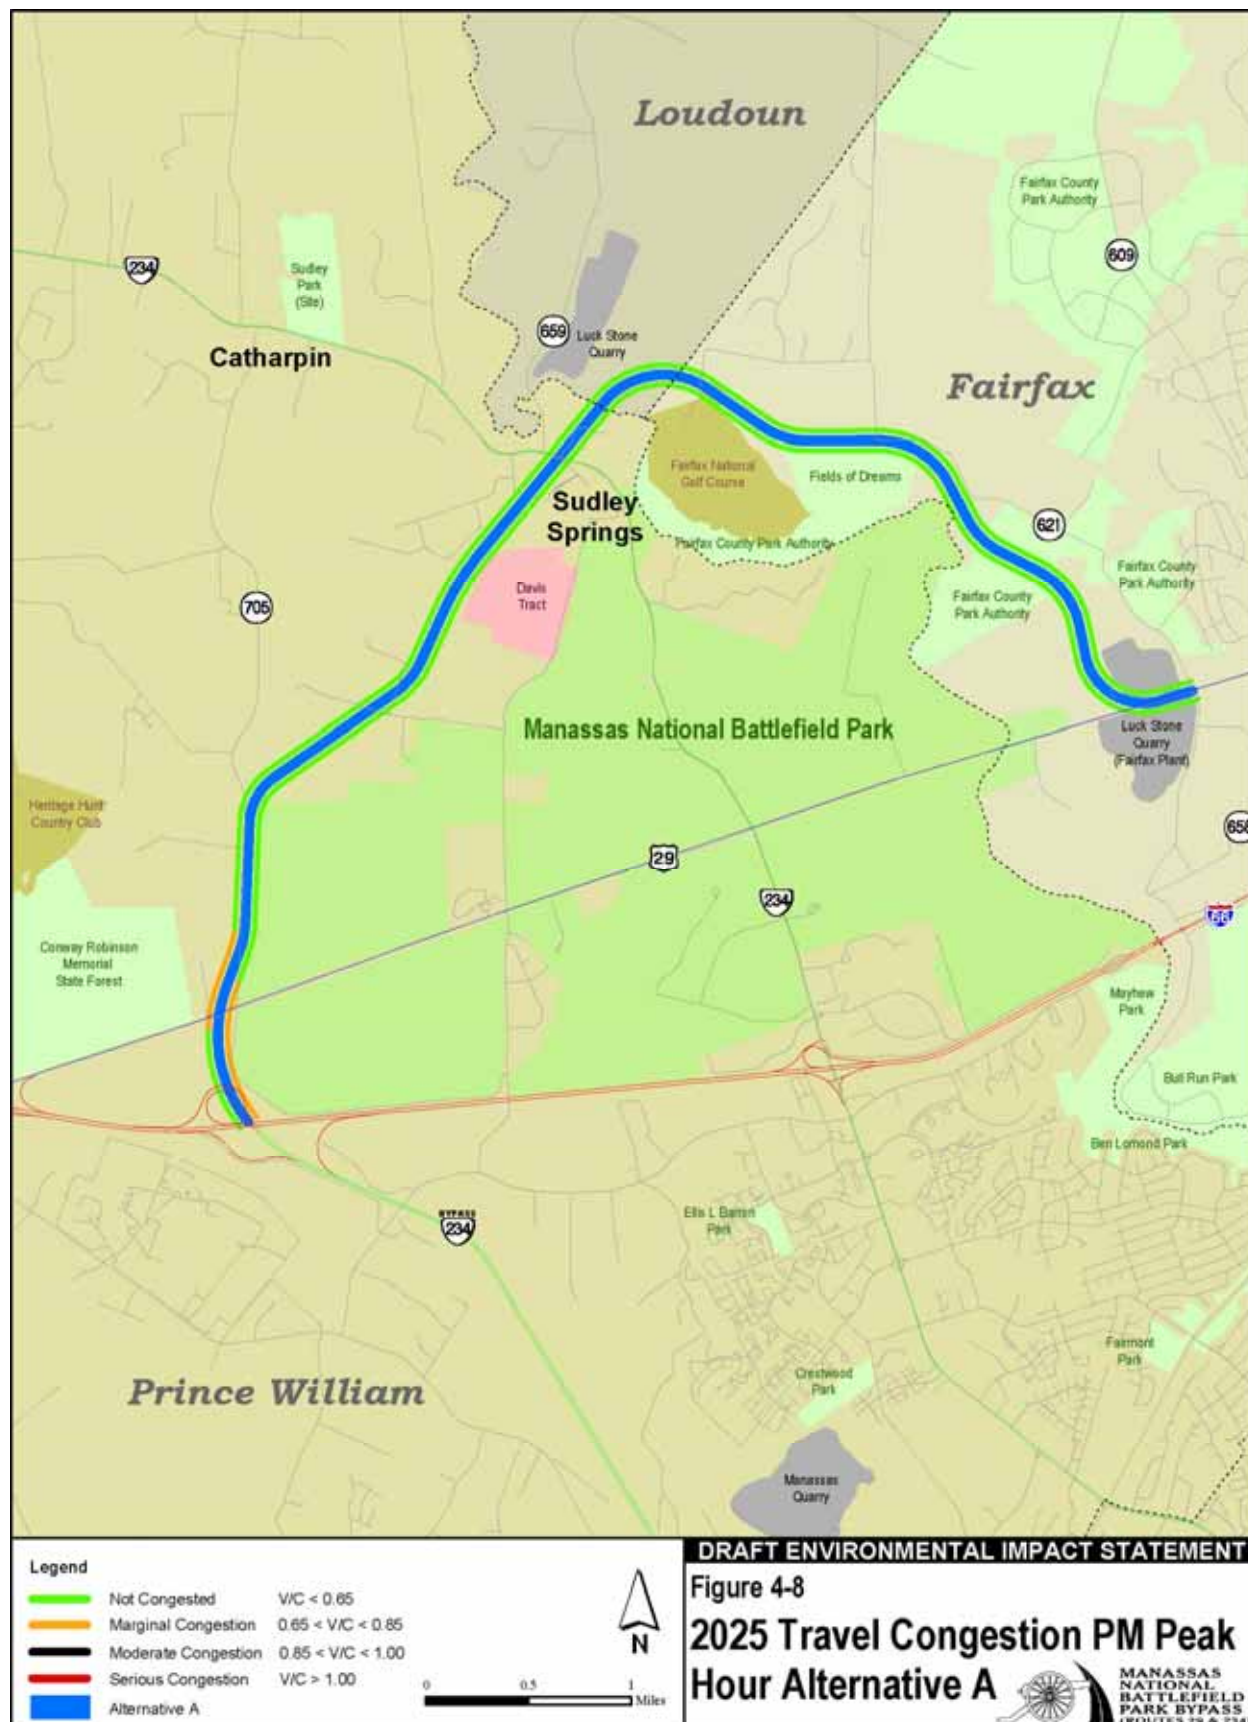 Loudoun
Fairfax County
Park Authority
609
234
Sudley
Park
(Site)
659
Luck Stone
Quarry
Catharpin
Fairfax
Fairfax National
Golf Course
Fields of Dreams
Sudley
Springs
621
Fairfax County Park Authority
Fairfax County
Park Authority
Davis
Tract
Fairfax County
Park Authority
705
Manassas National Battlefield Park
Luck Stone
Quarry
(Fairfax Plant)
Heritage Hunt
Country Club
658
29
234
66
Conway Robinson
Memorial
State Forest
Mayhew
Park
Bull Run Park
Ben Lomond Park
BYPASS
234
Ellis L Barron
Park
Fairmont
Park
Crestwood
Park
Prince William
Manassas
Quarry
Legend
Not Congested V/C < 0.65
Marginal Congestion 0.65 < V/C < 0.85
Moderate Congestion 0.85 < V/C < 1.00
Serious Congestion V/C > 1.00
Alternative A
N
0 0.5 1
Miles
DRAFT ENVIRONMENTAL IMPACT STATEMENT
Figure 4-8
2025 Travel Congestion PM Peak
Hour Alternative A
MANASSAS
NATIONAL
BATTLEFIELD
PARK BYPASS
(ROUTES 29 & 234)